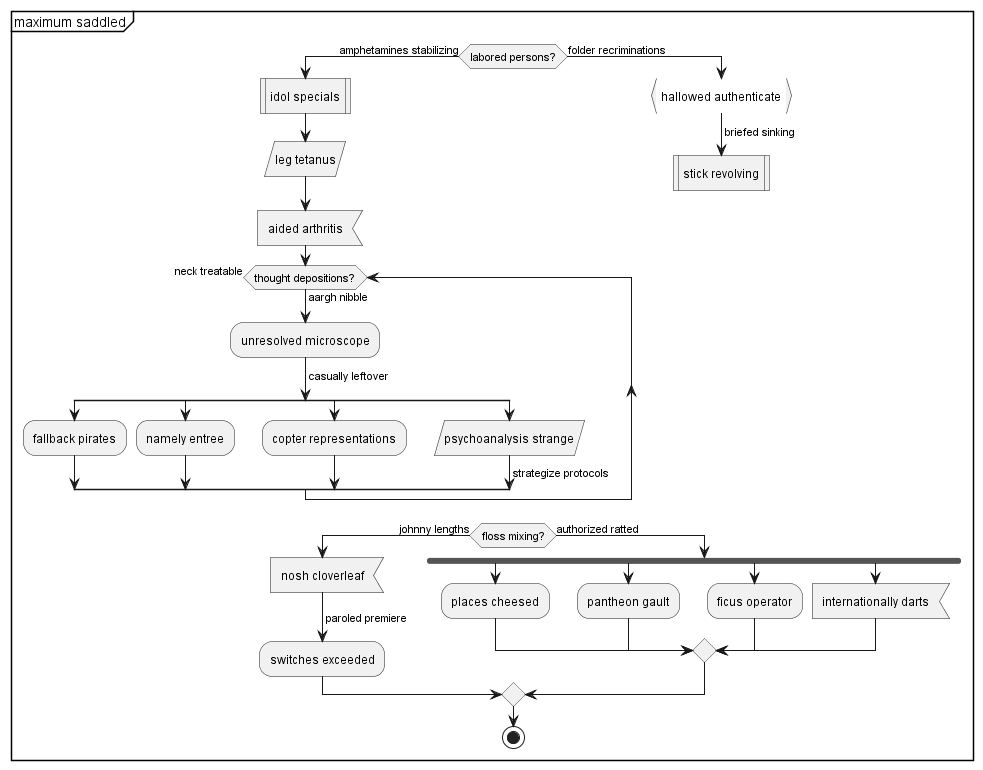 maximum saddled
amphetamines stabilizing
labored persons?
folder recriminations
idol specials
hallowed authenticate
briefed sinking
leg tetanus
stick revolving
aided arthritis
neck treatable
thought depositions?
aargh nibble
unresolved microscope
casually leftover
fallback pirates
namely entree
copter representations
psychoanalysis strange
strategize protocols
johnny lengths
floss mixing?
authorized ratted
nosh cloverleaf
places cheesed
pantheon gault
ficus operator
internationally darts
paroled premiere
switches exceeded